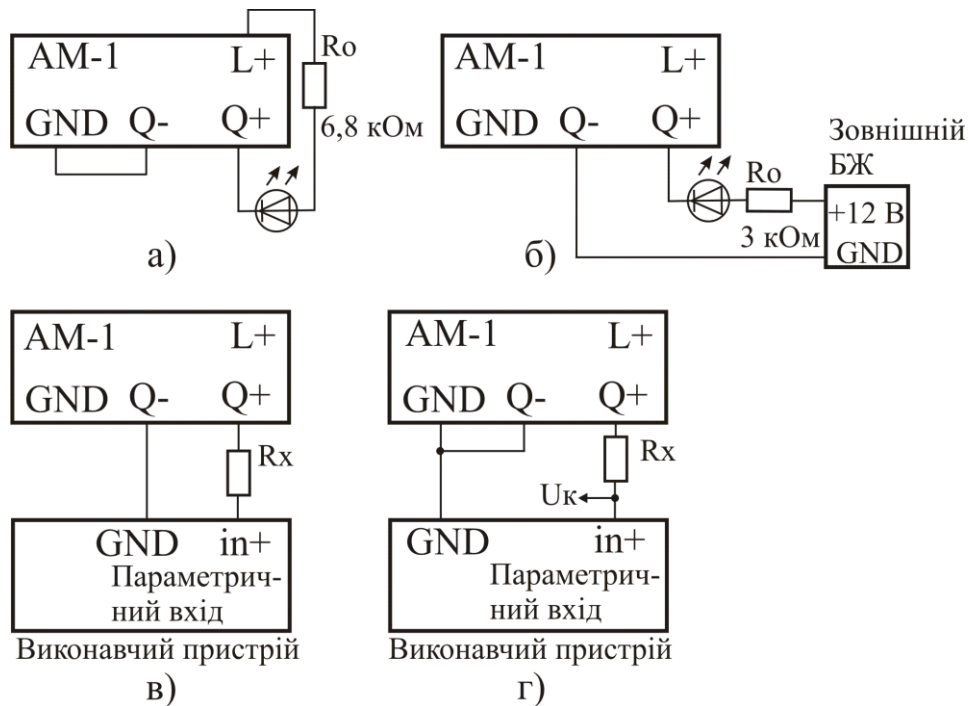 AM-1
L+
GND Q- Q+
Ro
6,8 кОм
а)
AM-1
L+
GND Q- Q+
Ro
3 кОм
Зовнішній
БЖ
+12 В
GND
б)
AM-1
L+
GND Q- Q+
Rx
GND in+
Параметрич-
ний вхід
Виконавчий пристрій
в)
AM-1
L+
GND Q- Q+
Rx
Uк
GND in+
Параметрич-
ний вхід
Виконавчий пристрій
г)